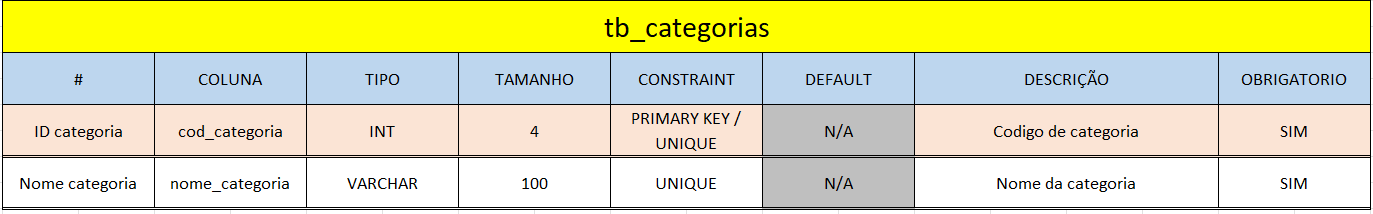 tb_categorias
# COLUNA TIPO TAMANHO CONSTRAINT DEFAULT DESCRIÇÃO OBRIGATORIO
ID categoria cod_categoria INT 4 PRIMARY KEY / UNIQUE N/A Codigo de categoria SIM
Nome categoria nome_categoria VARCHAR 100 UNIQUE N/A Nome da categoria SIM